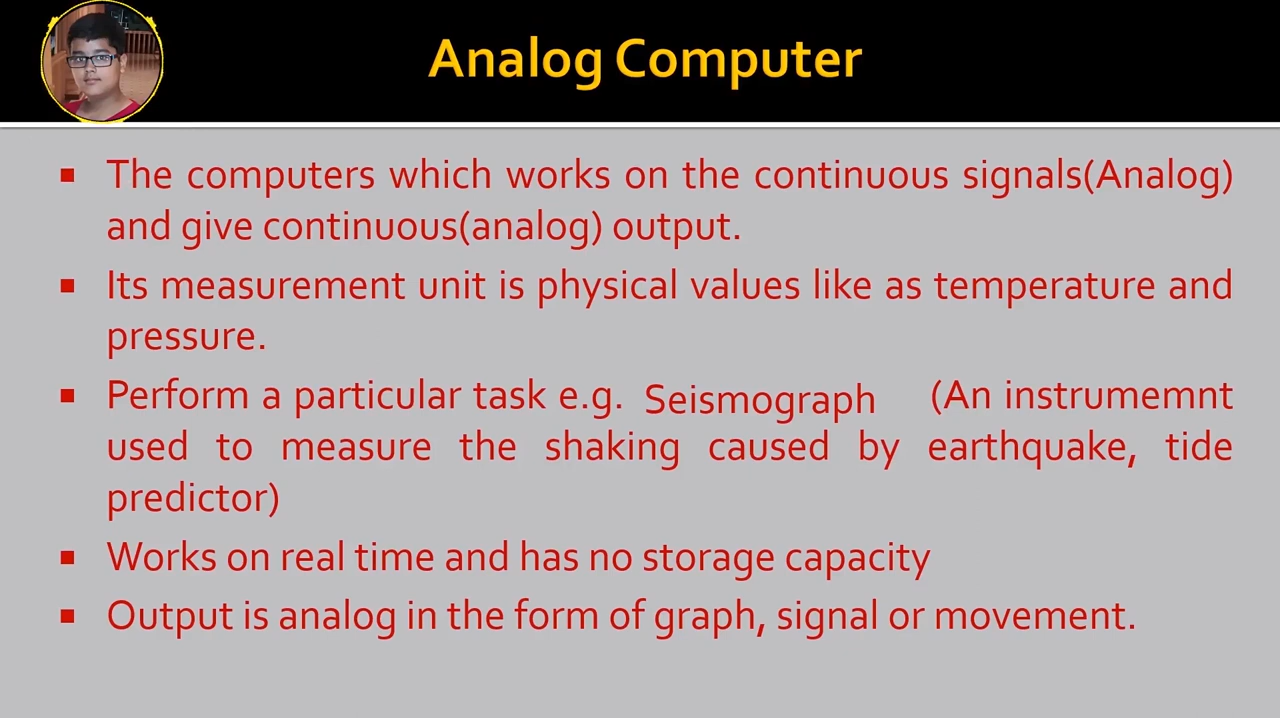 Analog Computer
▪ The computers which works on the continuous signals(Analog)
and give continuous(analog) output.
▪ Its measurement unit is physical values like as temperature and
pressure.
▪ Perform a particular task e.g. Seismograph (An instrumemnt
used to measure the shaking caused by earthquake, tide
predictor)
▪ Works on real time and has no storage capacity
▪ Output is analog in the form of graph, signal or movement.